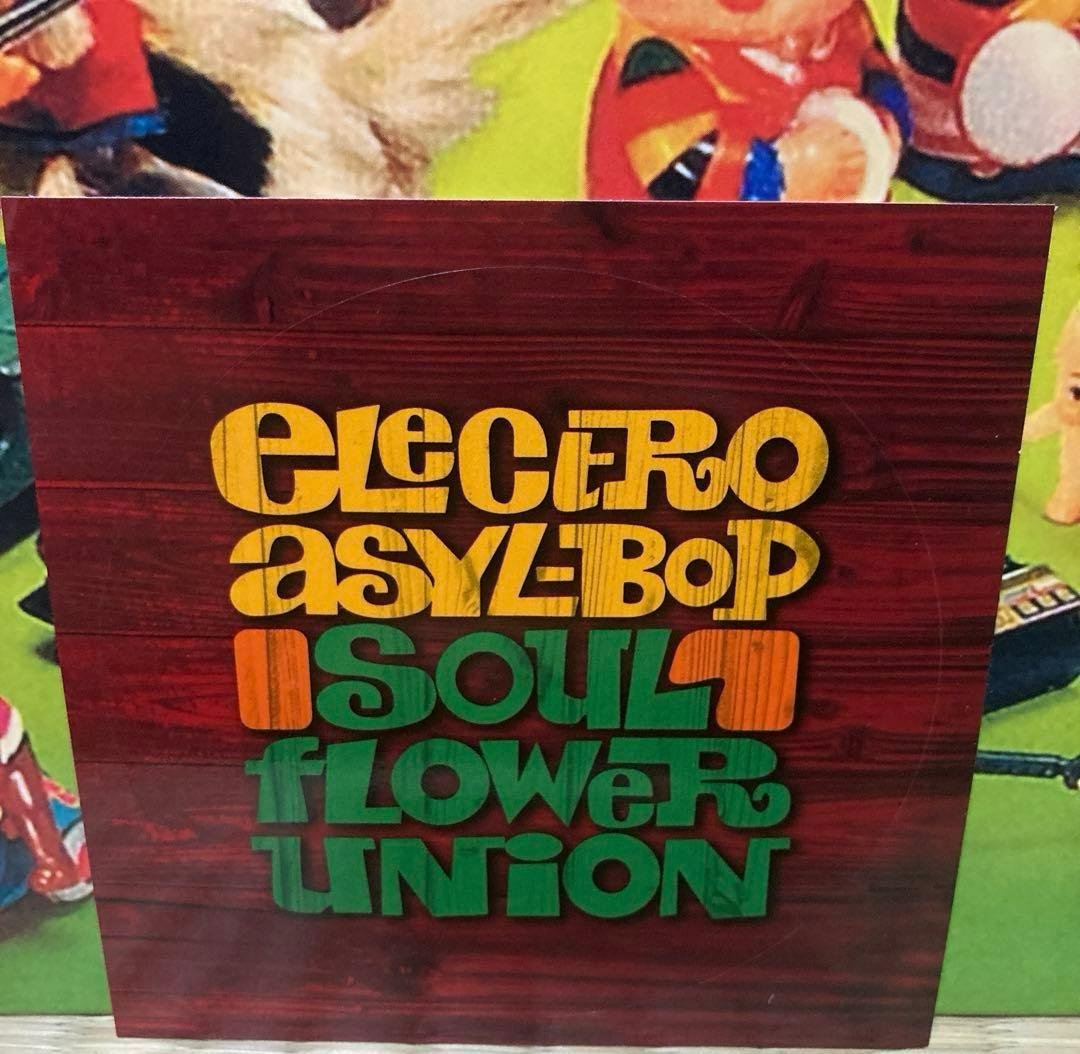 eLeCtRO
asYL-BoP
SOUL
fLOWeR
UNiON